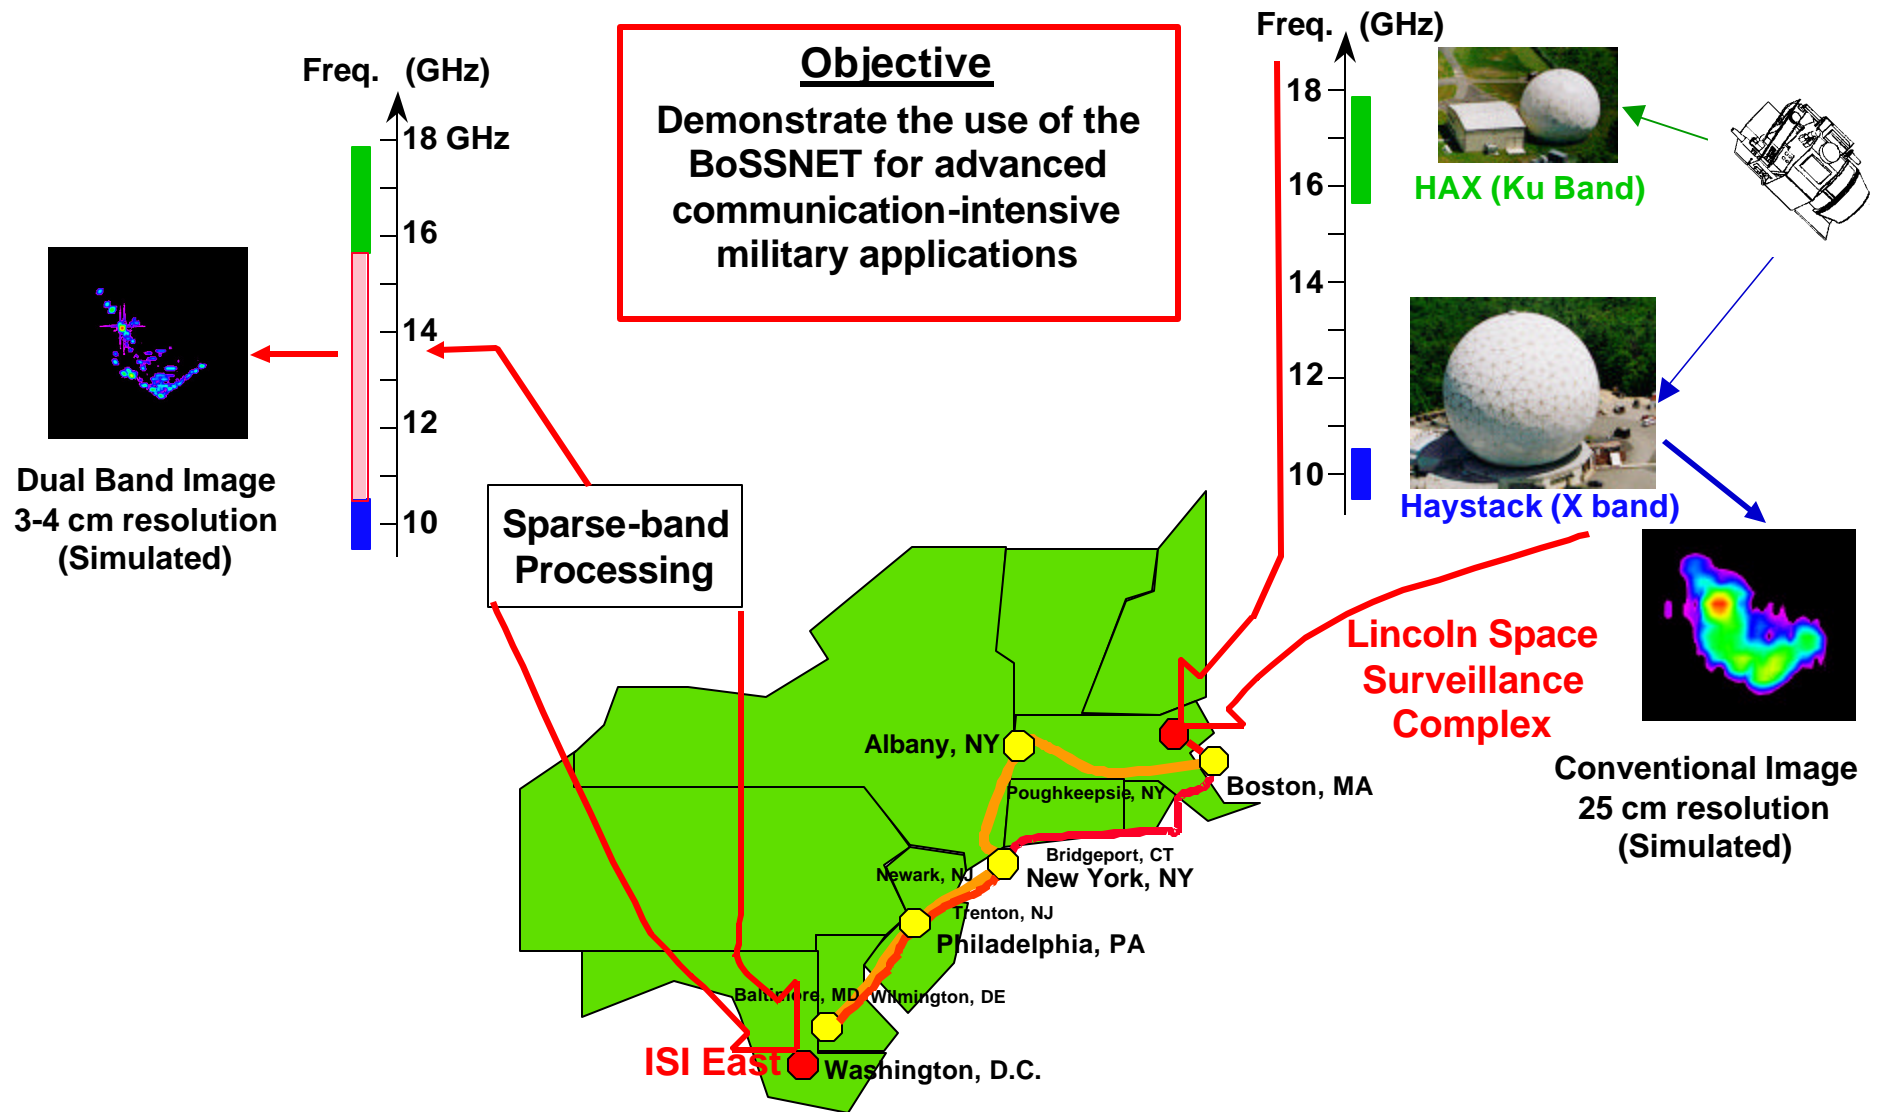 Objective
Demonstrate the use of the
BoSSNET for advanced
communication-intensive
military applications
Freq. (GHz)
18 GHz
16
14
12
10
Dual Band Image
3-4 cm resolution
(Simulated)
Sparse-band
Processing
Freq. (GHz)
18
16
14
12
10
HAX (Ku Band)
Haystack (X band)
Lincoln Space
Surveillance
Complex
Conventional Image
25 cm resolution
(Simulated)
Albany, NY
Boston, MA
Poughkeepsie, NY
Bridgeport, CT
New York, NY
Newark, NJ
Trenton, NJ
Philadelphia, PA
Baltimore, MD
Wilmington, DE
ISI East
Washington, D.C.